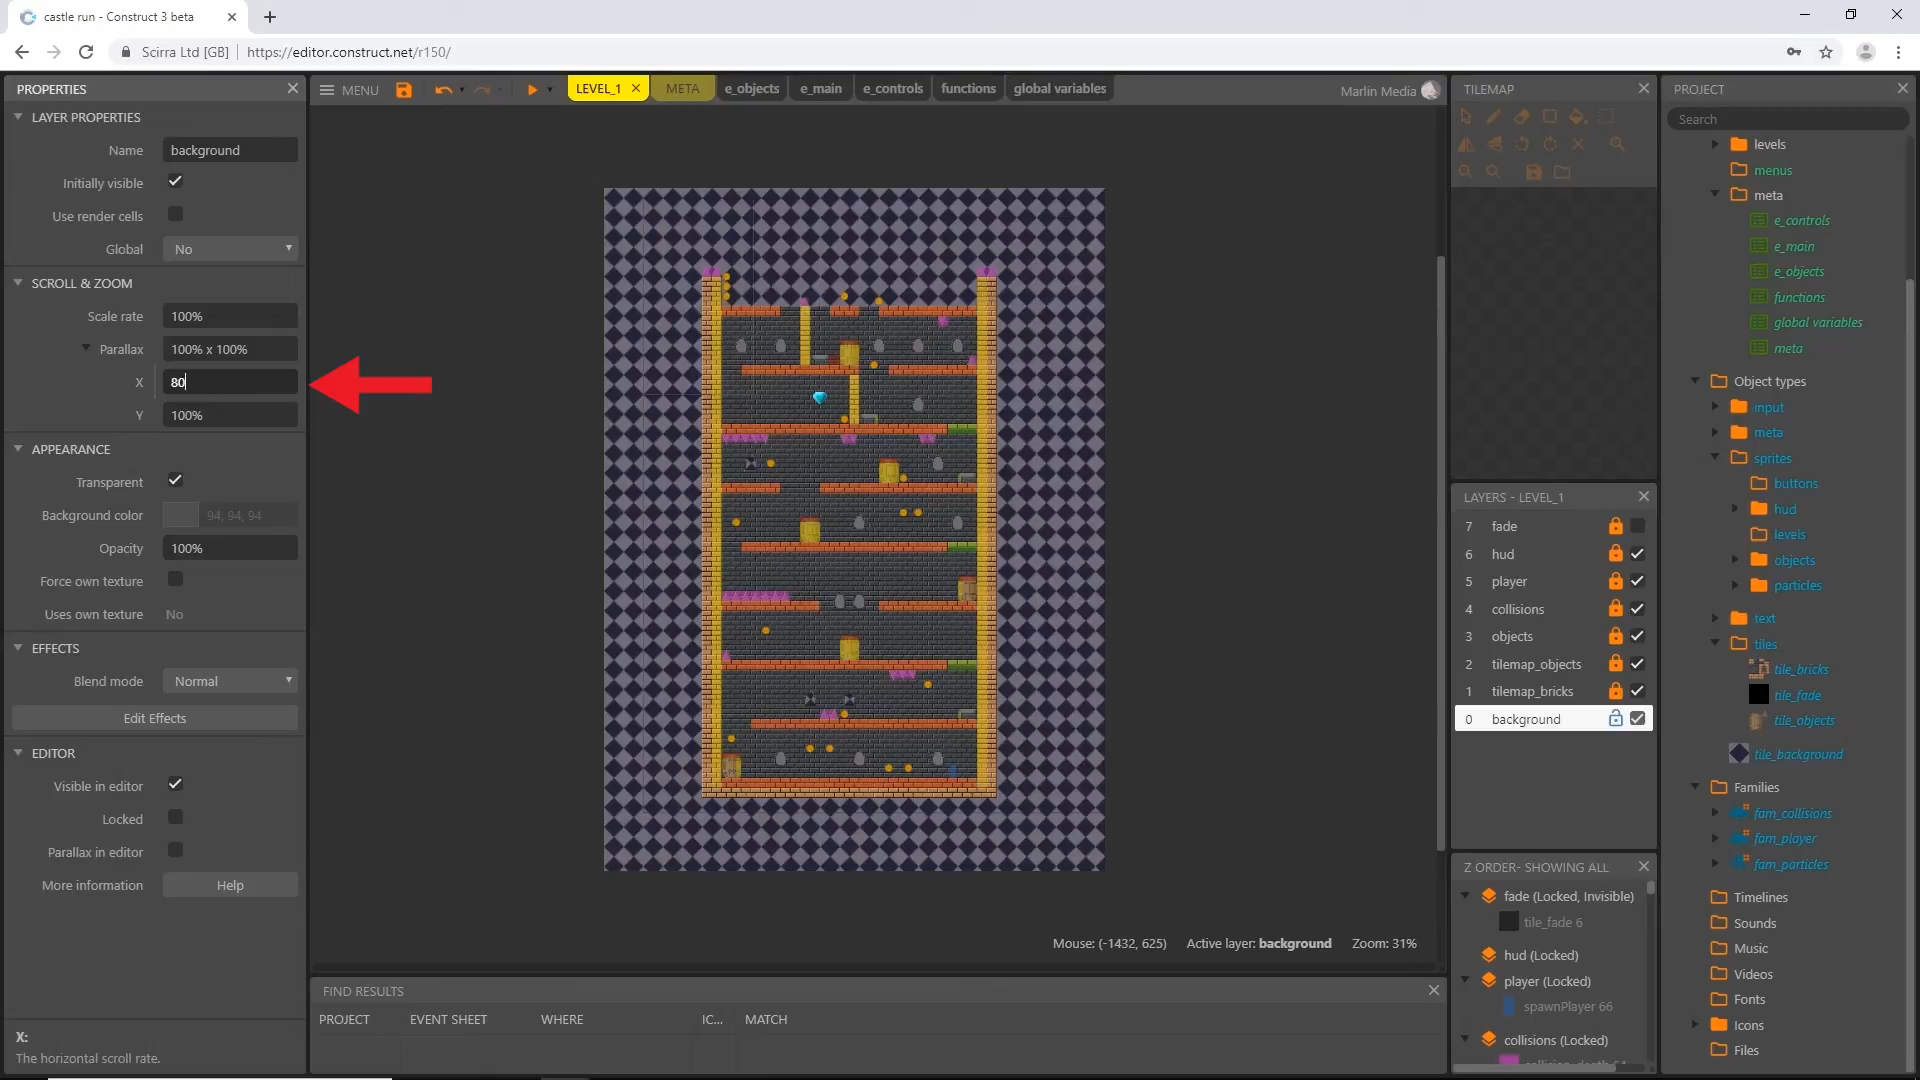 castle run - Construct 3 beta
Scirra Ltd [GB]
https://editor.construct.net/r150/
PROPERTIES
LAYER PROPERTIES
Name
background
Initially visible
Use render cells
Global
No
SCROLL & ZOOM
Scale rate
100%
Parallax
100% x 100%
X
80
Y
100%
APPEARANCE
Transparent
Background color
94, 94, 94
Opacity
100%
Force own texture
Uses own texture
No
EFFECTS
Blend mode
Normal
Edit Effects
EDITOR
Visible in editor
Locked
Parallax in editor
More information
Help
X:
The horizontal scroll rate.
MENU
LEVEL_1
META
e_objects
e_main
e_controls
functions
global variables
Marlin Media
Mouse: (-1432, 625)
Active layer: background
Zoom: 31%
FIND RESULTS
PROJECT
EVENT SHEET
WHERE
IC...
MATCH
TILEMAP
LAYERS - LEVEL_1
7 fade
6 hud
5 player
4 collisions
3 objects
2 tilemap_objects
1 tilemap_bricks
0 background
Z ORDER- SHOWING ALL
fade (Locked, Invisible)
tile_fade 6
hud (Locked)
player (Locked)
spawnPlayer 66
collisions (Locked)
PROJECT
Search
levels
menus
meta
e_controls
e_main
e_objects
functions
global variables
meta
Object types
input
meta
sprites
buttons
hud
levels
objects
particles
text
tiles
tile_bricks
tile_fade
tile_objects
tile_background
Families
fam_collisions
fam_player
fam_particles
Timelines
Sounds
Music
Videos
Fonts
Icons
Files